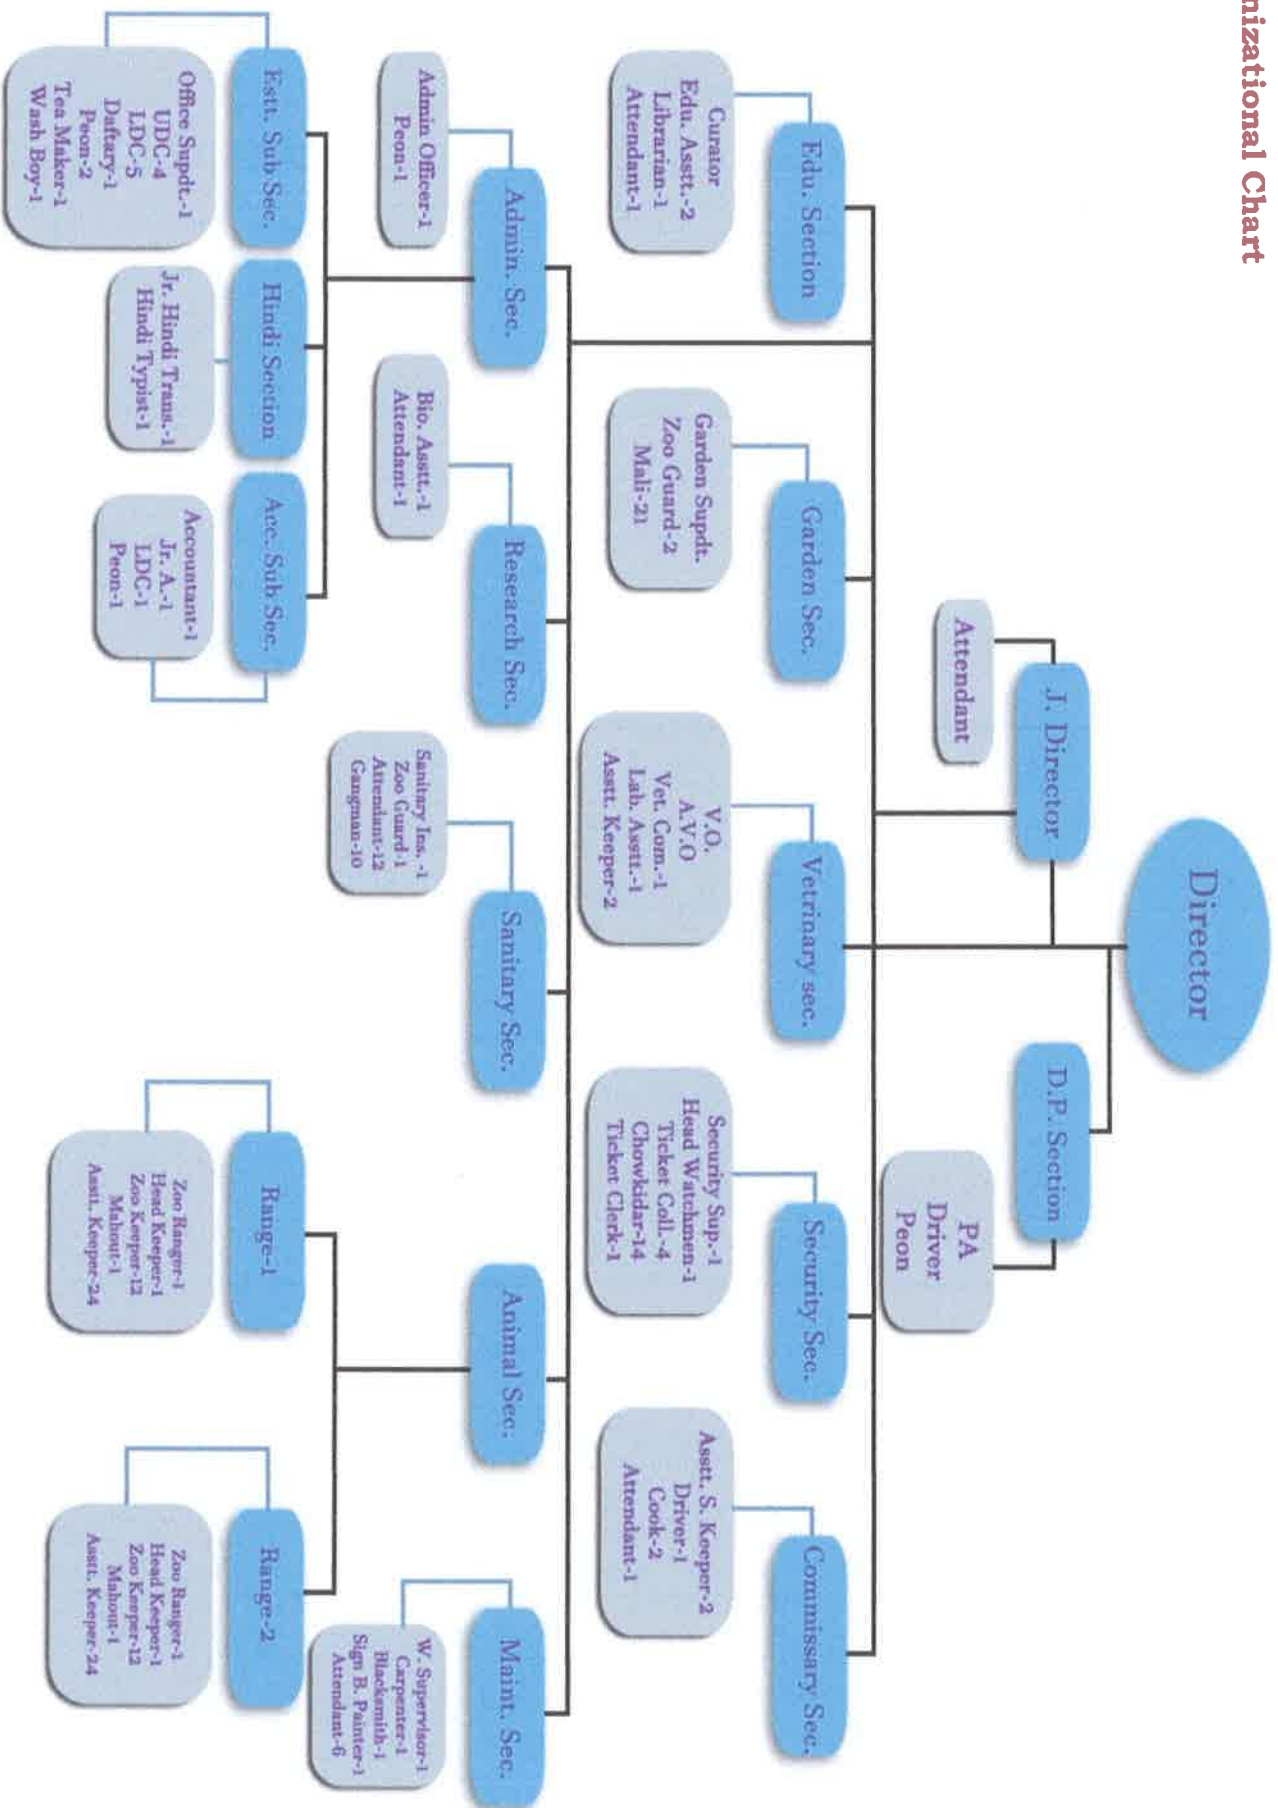 nizational Chart
Director
J. Director
Attendant
D.P. Section
PA
Driver
Peon
Edu. Section
Curator
Edu. Asstt.-2
Librarian-1
Attendant-1
Garden Sec.
Garden Supdt.
Zoo Guard-2
Mali-21
Vetrinary sec.
V.O.
A.V.O
Vet. Com.-1
Lab. Asstt.-1
Asstt. Keeper-2
Security Sec.
Security Sup.-1
Head Watchmen-1
Ticket Coll.-4
Chowkidar-14
Ticket Clerk-1
Commissary Sec.
Asstt. S. Keeper-2
Driver-1
Cook-2
Attendant-1
Admin. Sec.
Admin Officer-1
Peon-1
Research Sec.
Bio. Asstt.-1
Attendant-1
Sanitary Sec.
Sanitary Ins. -1
Zoo Guard-1
Attendant-12
Gangman-10
Animal Sec.
Maint. Sec.
W. Supervisor-1
Carpenter-1
Blacksmith-1
Sign B. Painter-1
Attendant-6
Estt. Sub Sec.
Office Supdt.-1
UDC-4
LDC-5
Daftary-1
Peon-2
Tea Maker-1
Wash Boy-1
Hindi Section
Jr. Hindi Trans.-1
Hindi Typist-1
Acc. Sub Sec.
Accountant-1
Jr. A.-1
LDC-1
Peon-1
Range-1
Zoo Ranger-1
Head Keeper-1
Zoo Keeper-12
Mahout-1
Asstt. Keeper-24
Range-2
Zoo Ranger-1
Head Keeper-1
Zoo Keeper-12
Mahout-1
Asstt. Keeper-24